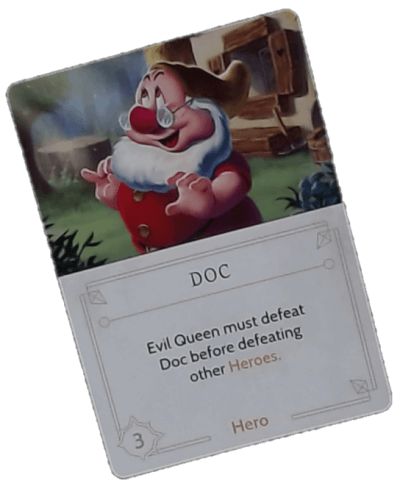 DOC
Evil Queen must defeat
Doc before defeating
other Heroes.
3
Hero